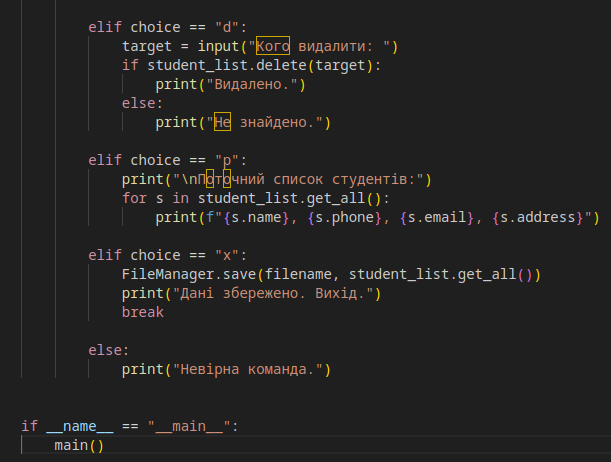 elif choice == "d":
target = input("Кого видалити: ")
if student_list.delete(target):
print("Видалено.")
else:
print("Не знайдено.")
elif choice == "p":
print("\nПоточний список студентів:")
for s in student_list.get_all():
print(f"{s.name}, {s.phone}, {s.email}, {s.address}")
elif choice == "x":
FileManager.save(filename, student_list.get_all())
print("Дані збережено. Вихід.")
break
else:
print("Невірна команда.")
if __name__ == "__main__":
main()